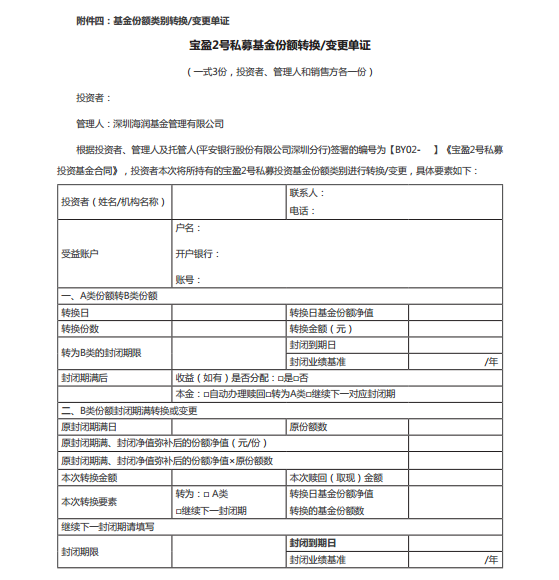 附件四：基金份额类别转换/变更单证
宝盈2号私募基金份额转换/变更单证
（一式3份，投资者、管理人和销售方各一份）
投资者：
管理人：深圳海润基金管理有限公司
根据投资者、管理人及托管人(平安银行股份有限公司深圳分行)签署的编号为【BY02- 】《宝盈2号私募
投资基金合同》，投资者本次将所持有的宝盈2号私募投资基金份额类别进行转换/变更，具体要素如下：
投资者（姓名/机构名称）
联系人：
电话：
受益账户
户名：
开户银行：
账号：
一、A类份额转B类份额
转换日 转换日基金份额净值
转换份数 转换金额（元）
转为B类的封闭期限
封闭到期日
封闭业绩基准 /年
封闭期满后 收益（如有）是否分配：□是□否
本金：□自动办理赎回□转为A类□继续下一对应封闭期
二、B类份额封闭期满转换或变更
原封闭期满日 原份额数
原封闭期满、封闭净值弥补后的份额净值（元/份）
原封闭期满、封闭净值弥补后的份额净值×原份额数
本次转换金额 本次赎回（取现）金额
本次转换要素
转为：□ A类 转换日基金份额净值
□继续下一封闭期 转换的基金份额数
继续下一封闭期请填写
封闭期限
封闭到期日
封闭业绩基准 /年